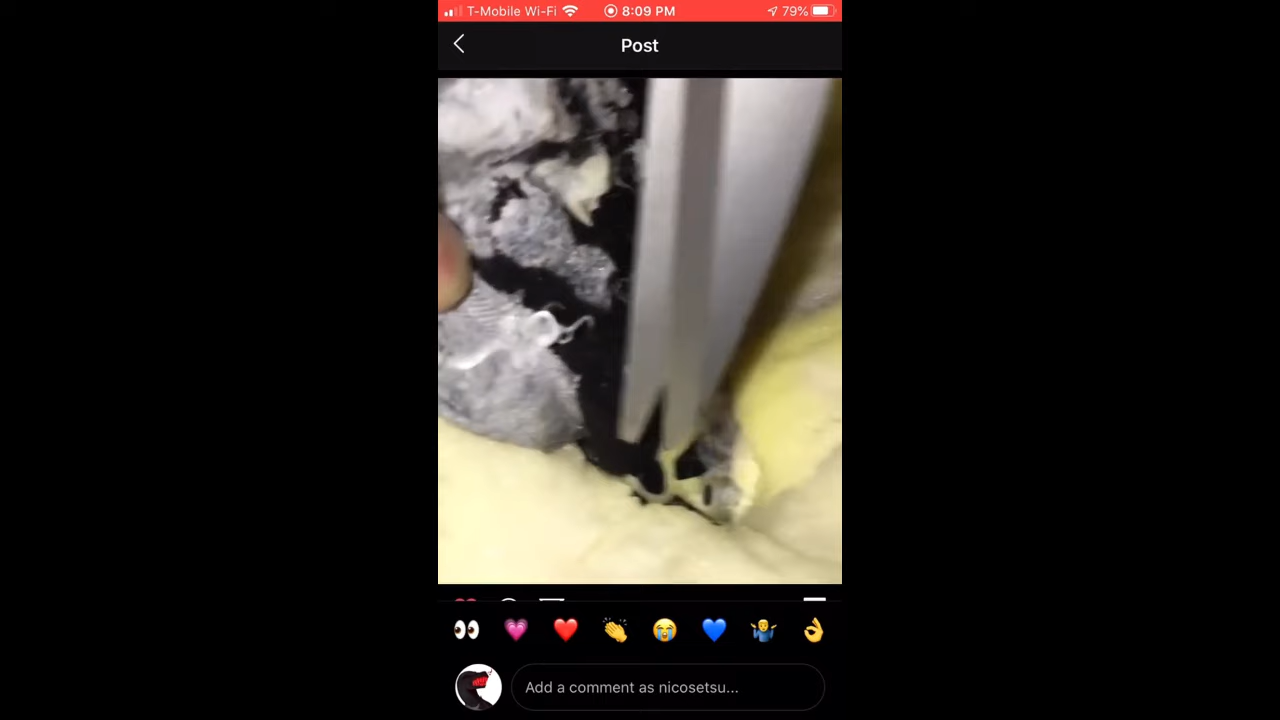 T-Mobile Wi-Fi 8:09 PM 79%
Post
Add a comment as nicosetsu...